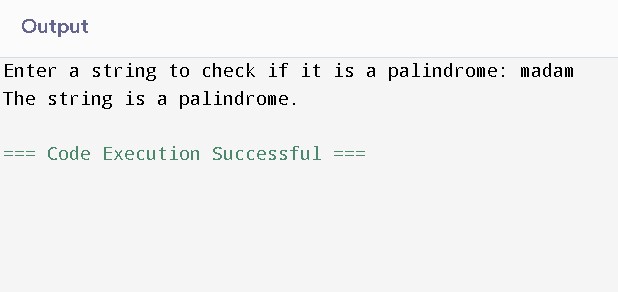 Output
Enter a string to check if it is a palindrome: madam
The string is a palindrome.
=== Code Execution Successful ===